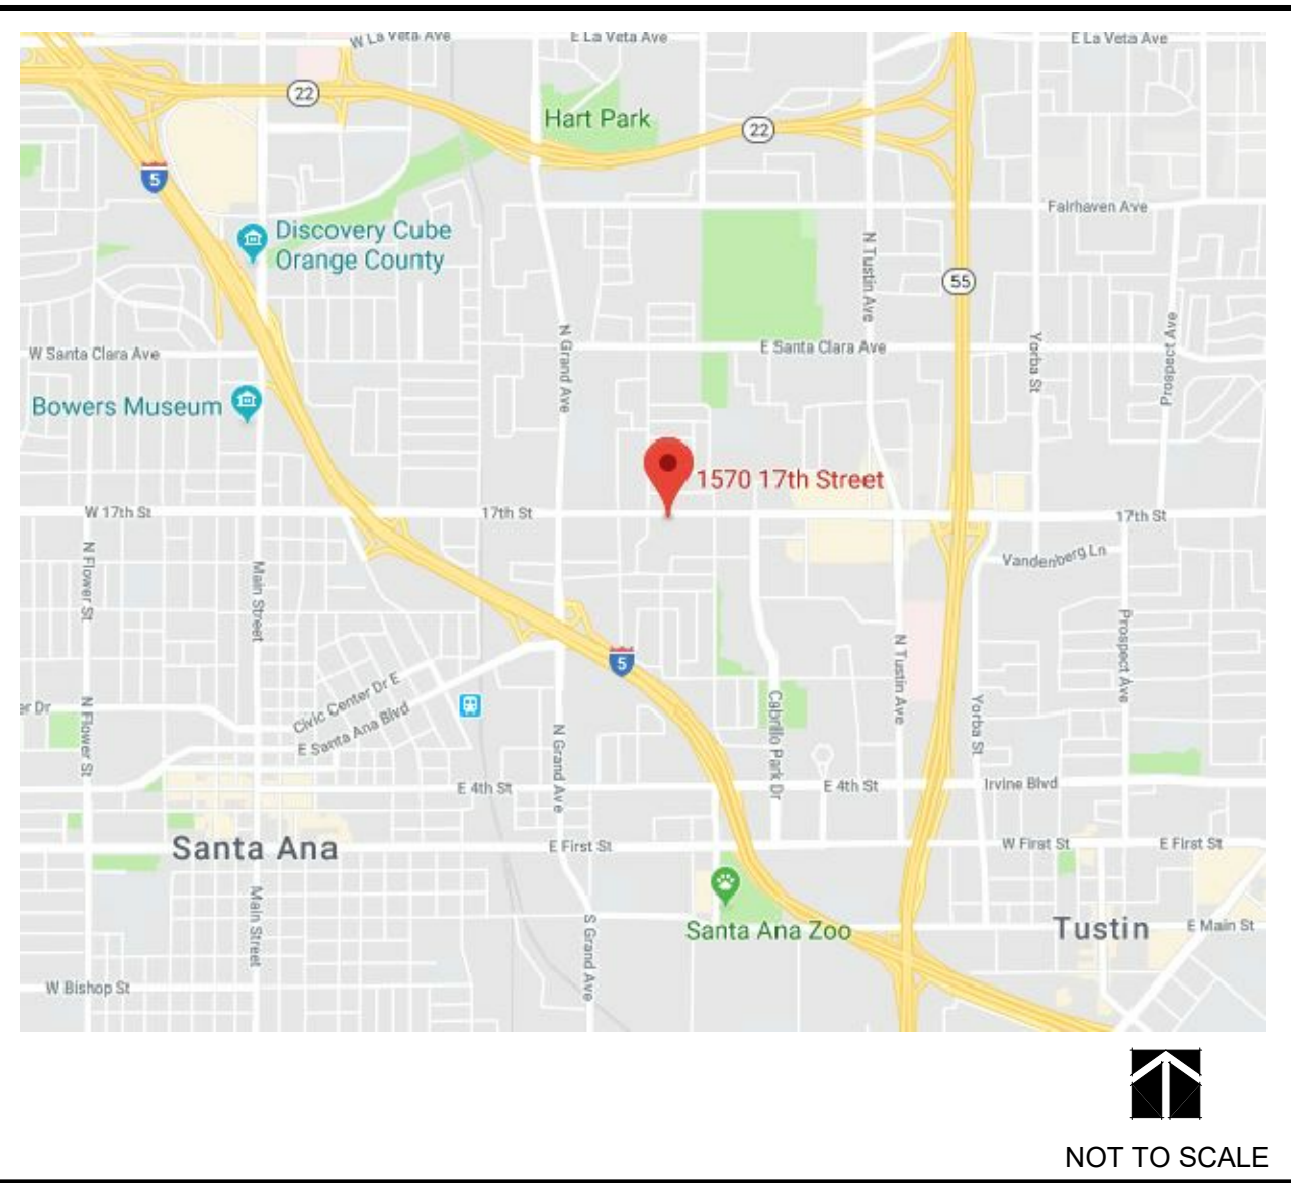 W La Veta Ave
E La Veta Ave
E La Veta Ave
22
Hart Park
22
5
Fairhaven Ave
Discovery Cube
Orange County
N Tustin Ave
55
W Santa Clara Ave
N Grand Ave
E Santa Clara Ave
Yorba St
Prospect Ave
Bowers Museum
1570 17th Street
W 17th St
17th St
17th St
N Flower St
Main Street
Vandenberg Ln
Prospect Ave
5
N Tustin Ave
Civic Center Dr E
E Santa Ana Blvd
er Dr
N Flower St
N Grand Ave
Cabrillo Park Dr
Yorba St
E 4th St
E 4th St
Irvine Blvd
Santa Ana
E First St
W First St
E First St
Main Street
S Grand Ave
Santa Ana Zoo
Tustin
E Main St
W Bishop St
NOT TO SCALE